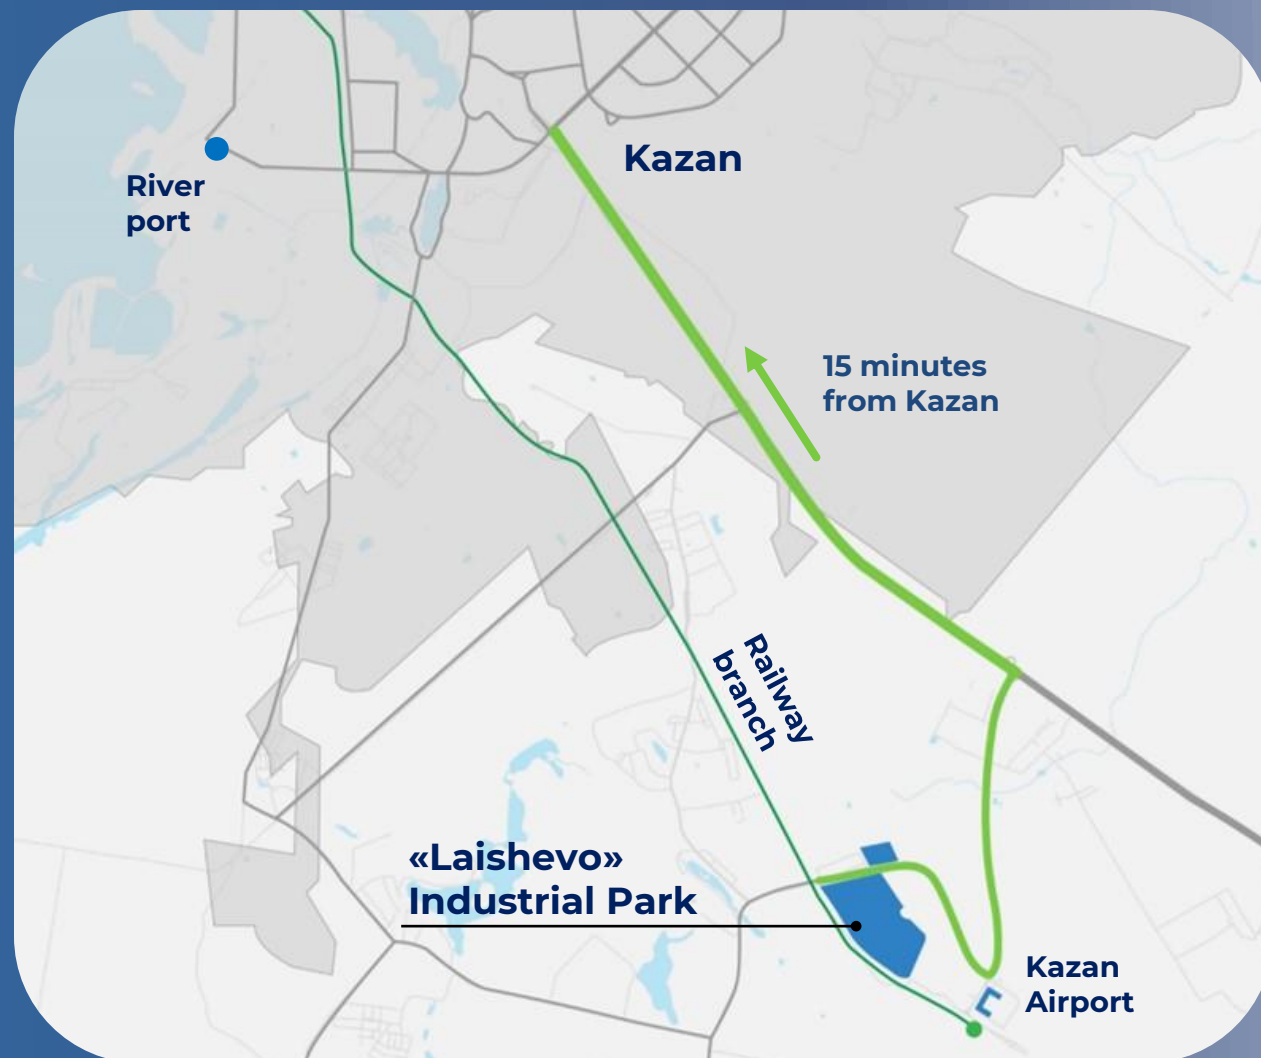 Kazan
River
port
15 minutes
from Kazan
Railway
branch
«Laishevo»
Industrial Park
Kazan
Airport